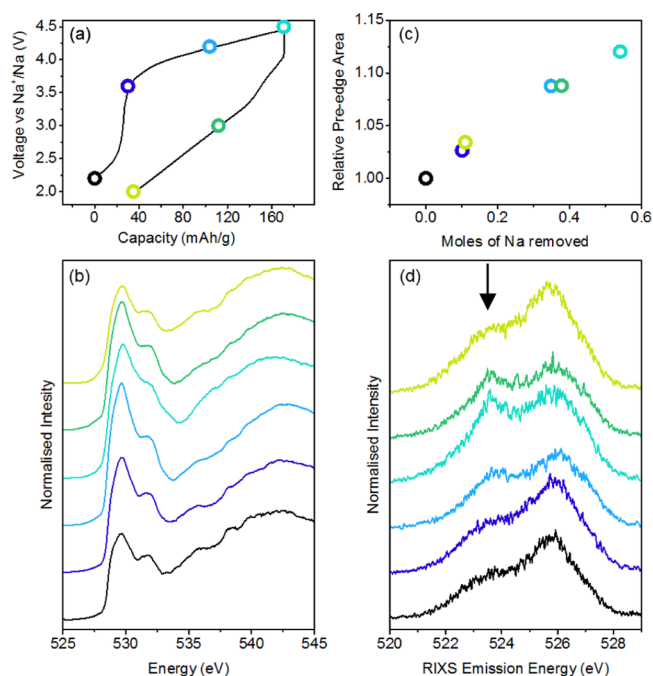 (a)
Voltage vs Na⁺/Na (V)
4.5
4.0
3.5
3.0
2.5
2.0
0 40 80 120 160
Capacity (mAh/g)
(c)
Relative Pre-edge Area
1.15
1.10
1.05
1.00
0.0 0.2 0.4 0.6
Moles of Na removed
(b)
Normalised Intesity
525 530 535 540 545
Energy (eV)
(d)
Normalised Intensity
520 522 524 526 528
RIXS Emission Energy (eV)